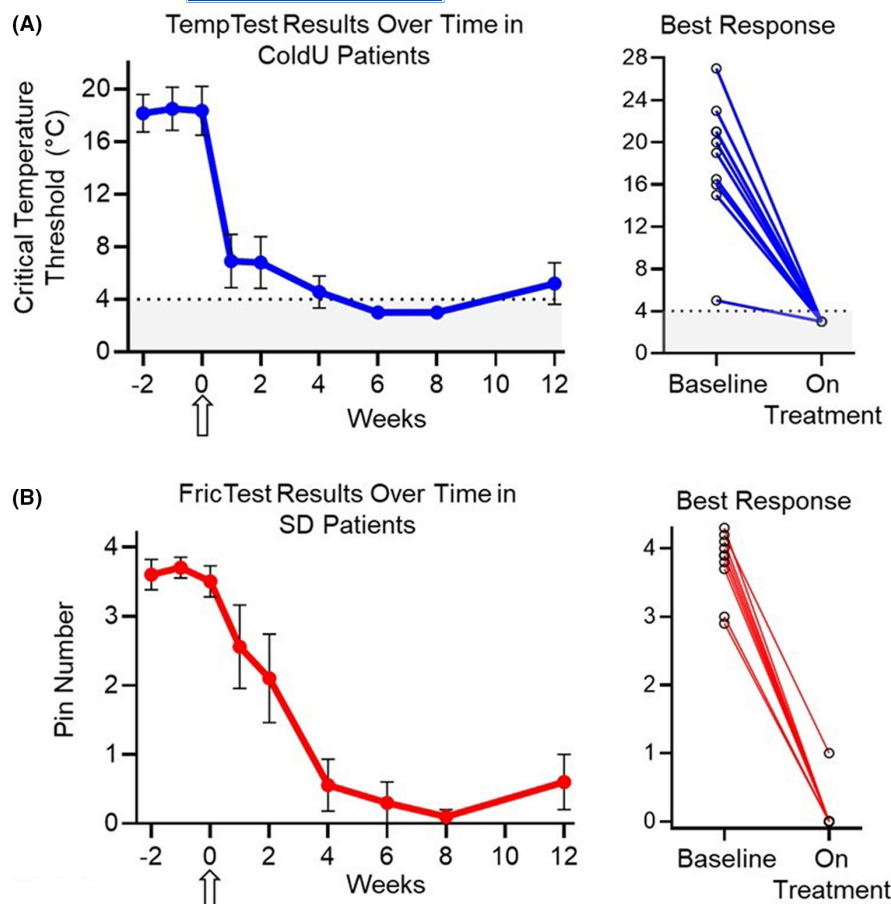 (A)
TempTest Results Over Time in
ColdU Patients
Critical Temperature
Threshold (°C)
20
16
12
8
4
0
-2 0 2 4 6 8 10 12
Weeks
Best Response
28
24
20
16
12
8
4
0
Baseline On
Treatment
(B)
FricTest Results Over Time in
SD Patients
Pin Number
4
3
2
1
0
-2 0 2 4 6 8 10 12
Weeks
Best Response
4
3
2
1
0
Baseline On
Treatment